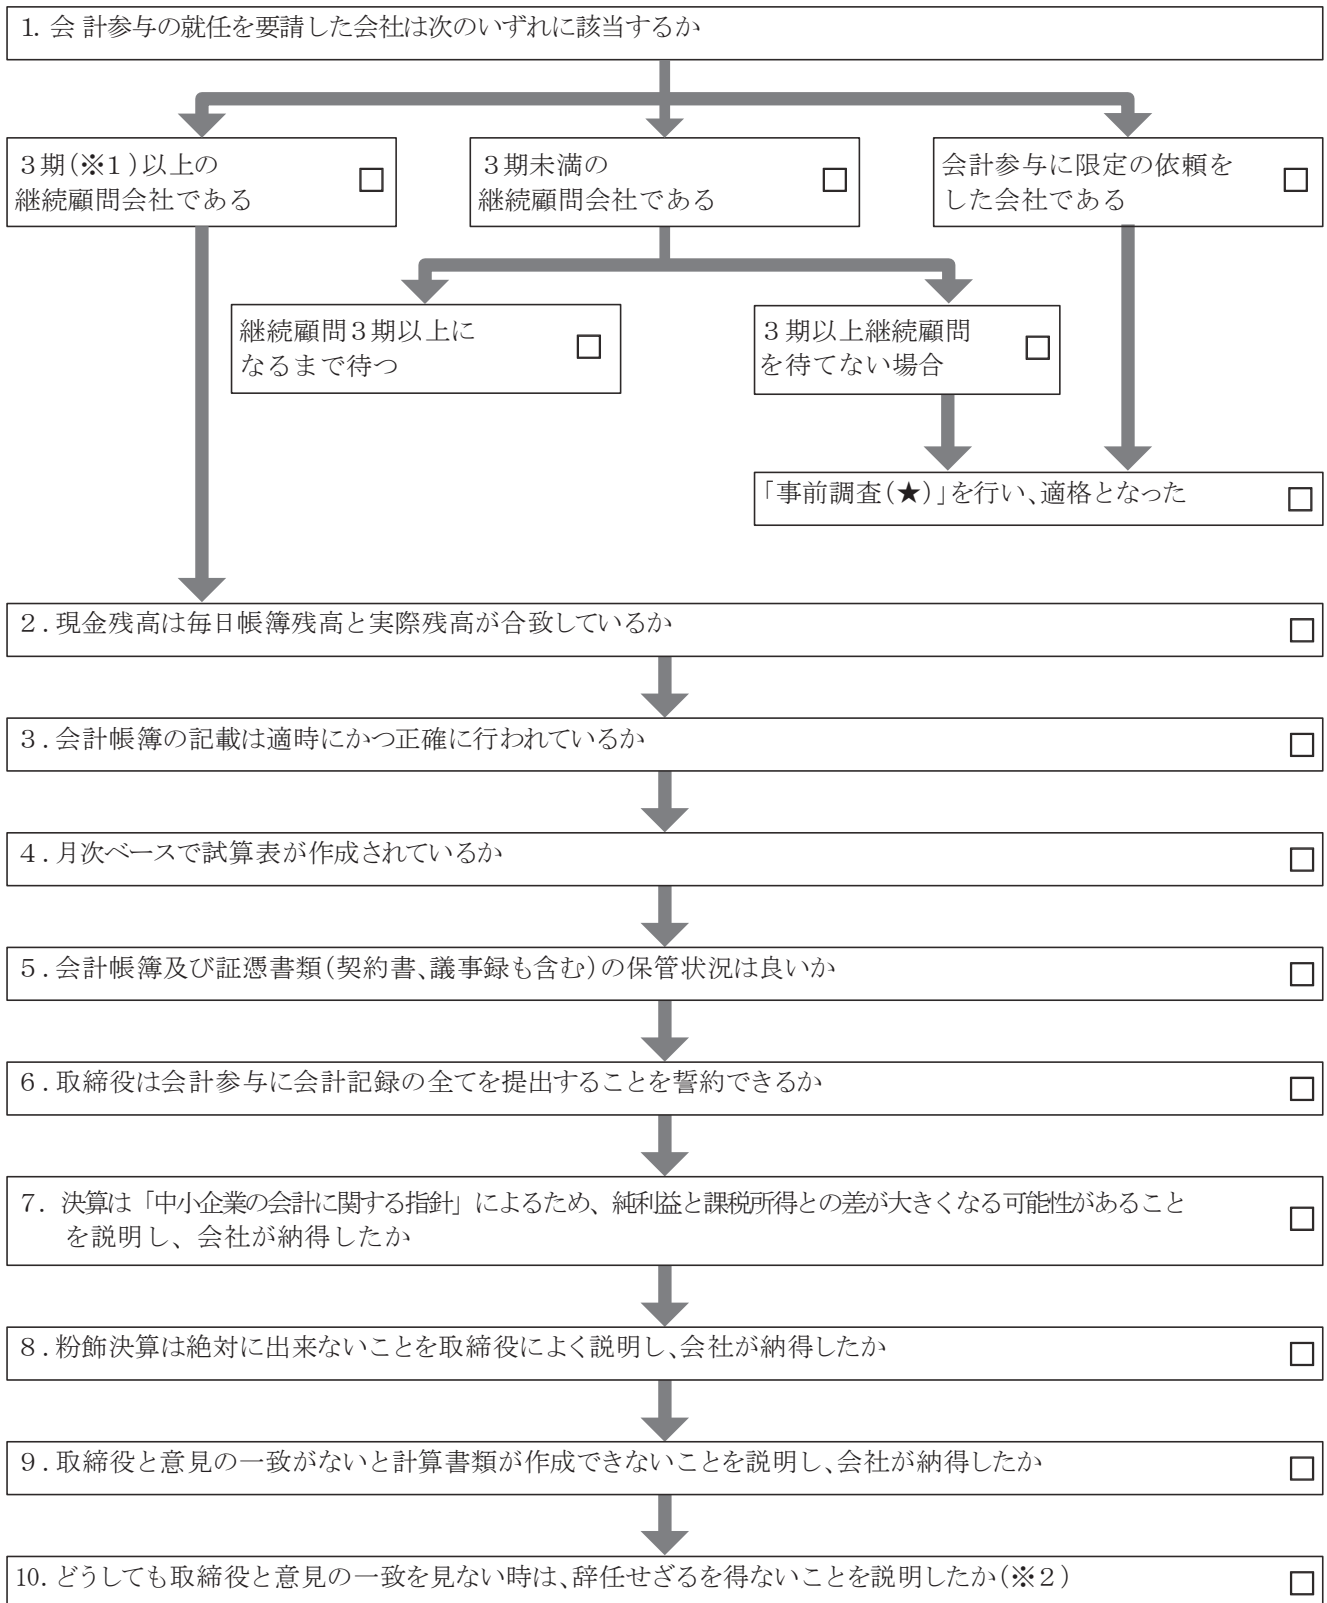 1. 会計参与の就任を要請した会社は次のいずれに該当するか
3期(※1)以上の
継続顧問会社である
□
3期未満の
継続顧問会社である
□
会計参与に限定の依頼を
した会社である
□
継続顧問3期以上に
なるまで待つ
□
3期以上継続顧問
を待てない場合
□
「事前調査(★)」を行い、適格となった □
2.現金残高は毎日帳簿残高と実際残高が合致しているか □
3.会計帳簿の記載は適時にかつ正確に行われているか □
4.月次ベースで試算表が作成されているか □
5.会計帳簿及び証憑書類(契約書、議事録も含む)の保管状況は良いか □
6.取締役は会計参与に会計記録の全てを提出することを誓約できるか □
7. 決算は「中小企業の会計に関する指針」によるため、純利益と課税所得との差が大きくなる可能性があること
を説明し、会社が納得したか □
8.粉飾決算は絶対に出来ないことを取締役によく説明し、会社が納得したか □
9.取締役と意見の一致がないと計算書類が作成できないことを説明し、会社が納得したか □
10.どうしても取締役と意見の一致を見ない時は、辞任せざるを得ないことを説明したか(※2) □